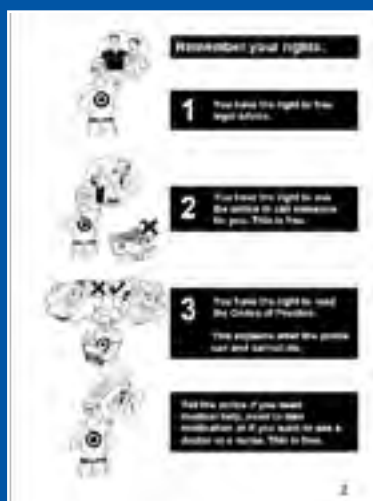 Remember your rights.
1
You have the right to free
legal advice.
2
You have the right to ask
the police to call someone
for you. This is free.
3
You have the right to read
the Codes of Practice.
This explains what the police
can and cannot do.
Tell the police if you need
medical help, need to take
medication or if you want to see a
doctor or a nurse. This is free.
2